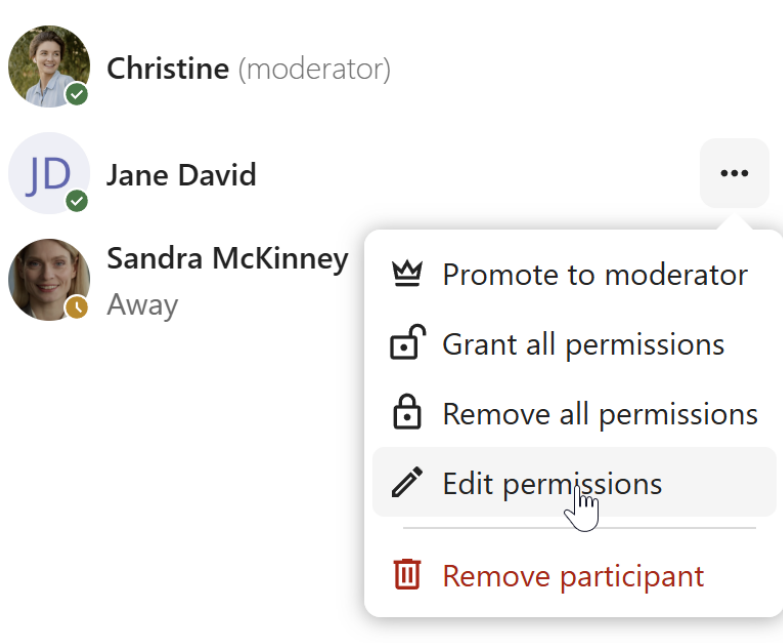 Christine (moderator)
JD
Jane David
Sandra McKinney
Away
Promote to moderator
Grant all permissions
Remove all permissions
Edit permissions
Remove participant